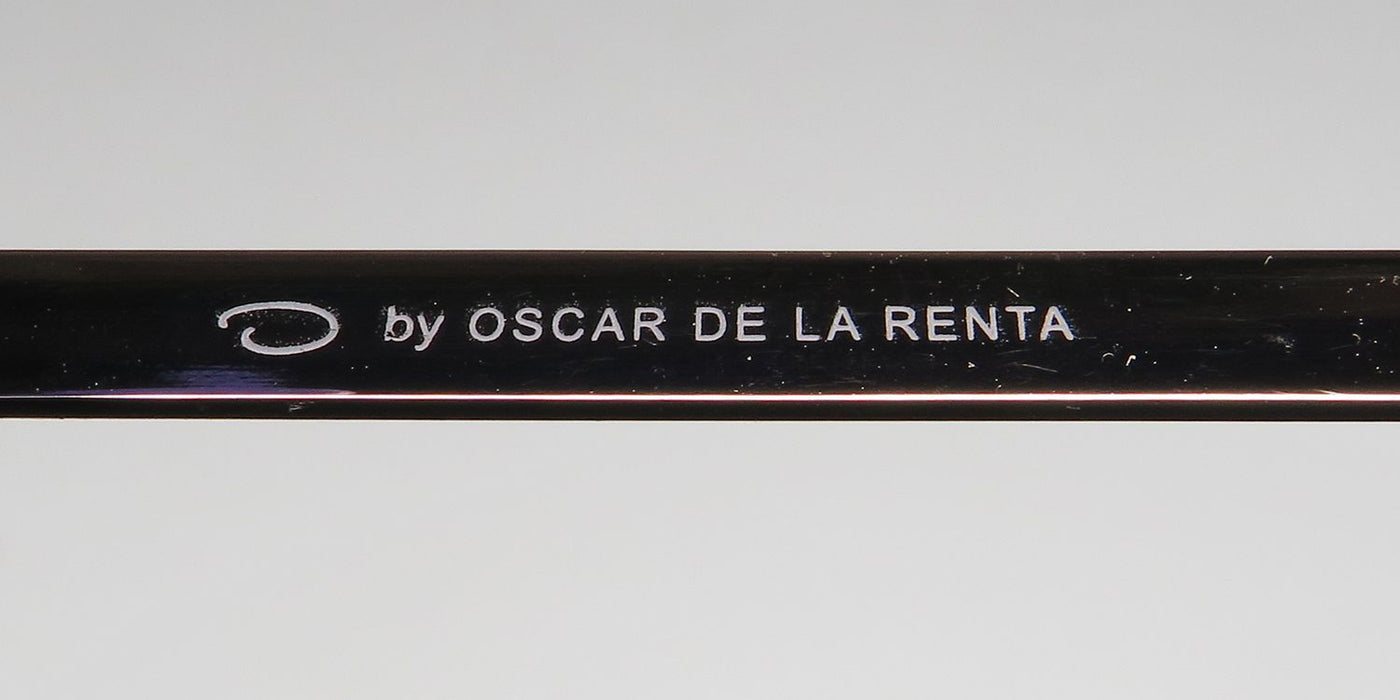 O by OSCAR DE LA RENTA